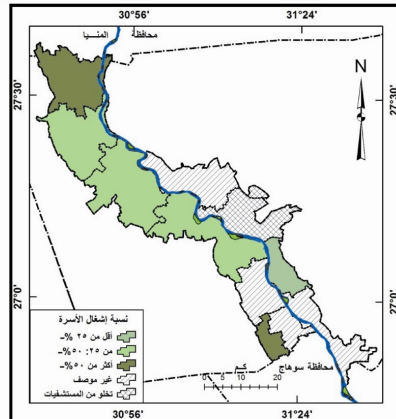 30°56 31°24
محافظة المنيا
N
27°30 27°30
27°0 27°0
نسبة إشغال الأسرة
أقل من ٢٥ %-
من ٢٥: ٥٠ %-
أكثر من ٥٠ %-
غير موصف
تخلو من المستشفيات
محافظة سوهاج
كم
0 5 10 20
30°56 31°24